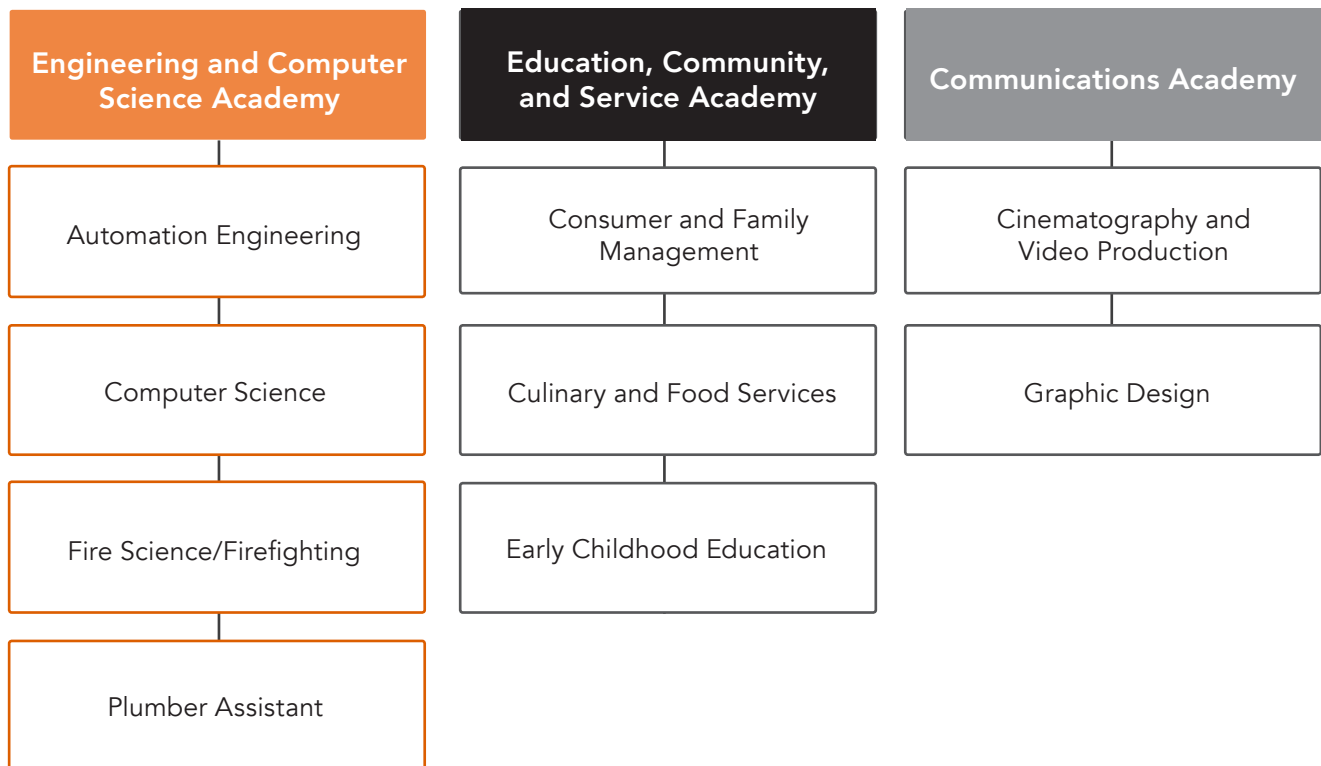 Engineering and Computer
Science Academy
Automation Engineering
Computer Science
Fire Science/Firefighting
Plumber Assistant
Education, Community,
and Service Academy
Consumer and Family
Management
Culinary and Food Services
Early Childhood Education
Communications Academy
Cinematography and
Video Production
Graphic Design